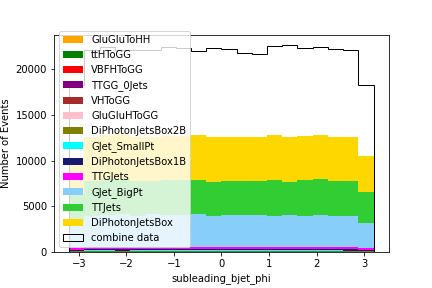 GluGluToHH
ttHToGG
VBFHToGG
TTGG_0Jets
VHToGG
GluGluHToGG
DiPhotonJetsBox2B
GJet_SmallPt
DiPhotonJetsBox1B
TTGJets
GJet_BigPt
TTJets
DiPhotonJetsBox
combine data
Number of Events
20000
15000
10000
5000
0
−3 −2 −1 0 1 2 3
subleading_bjet_phi